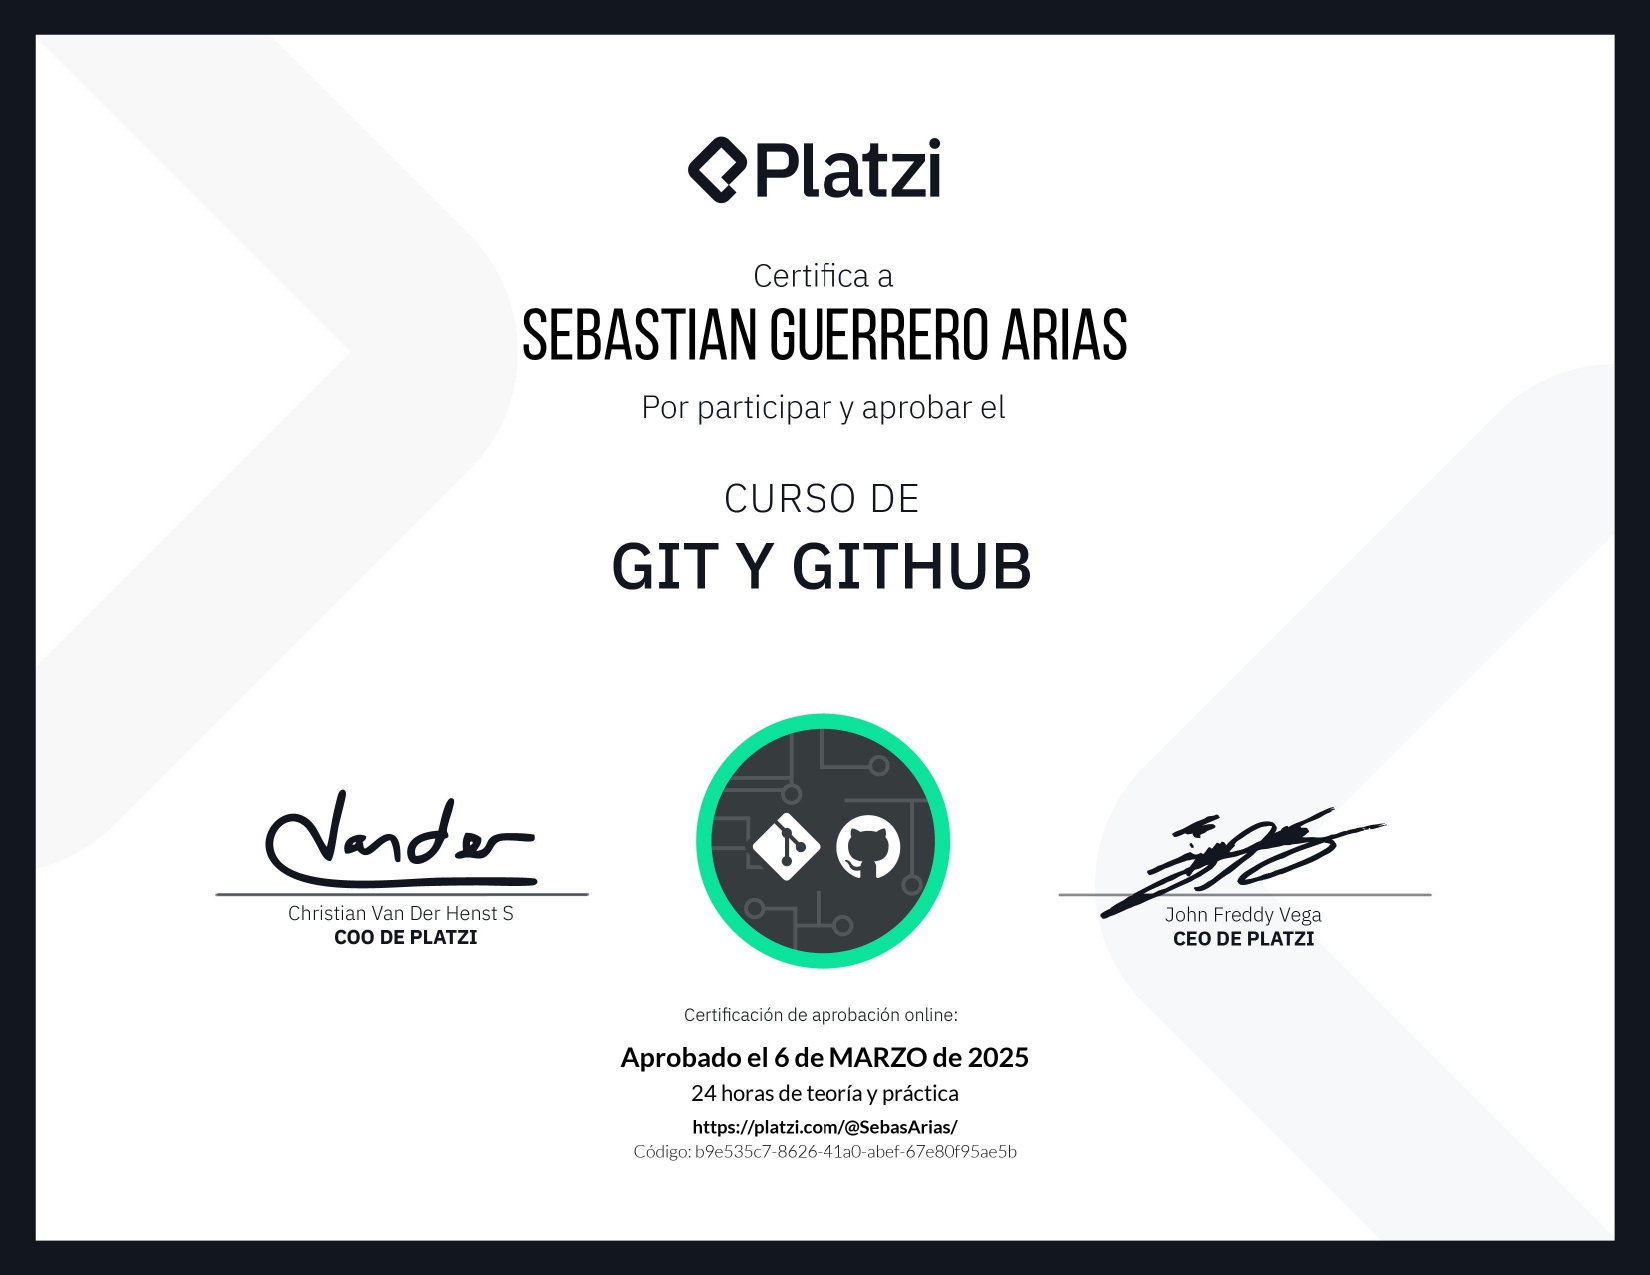 Platzi
Certifica a
SEBASTIAN GUERRERO ARIAS
Por participar y aprobar el
CURSO DE
GIT Y GITHUB
Vander
Christian Van Der Henst S
COO DE PLATZI
John Freddy Vega
CEO DE PLATZI
Certificación de aprobación online:
Aprobado el 6 de MARZO de 2025
24 horas de teoría y práctica
https://platzi.com/@SebasArias/
Código: b9e535c7-8626-41a0-abef-67e80f95ae5b